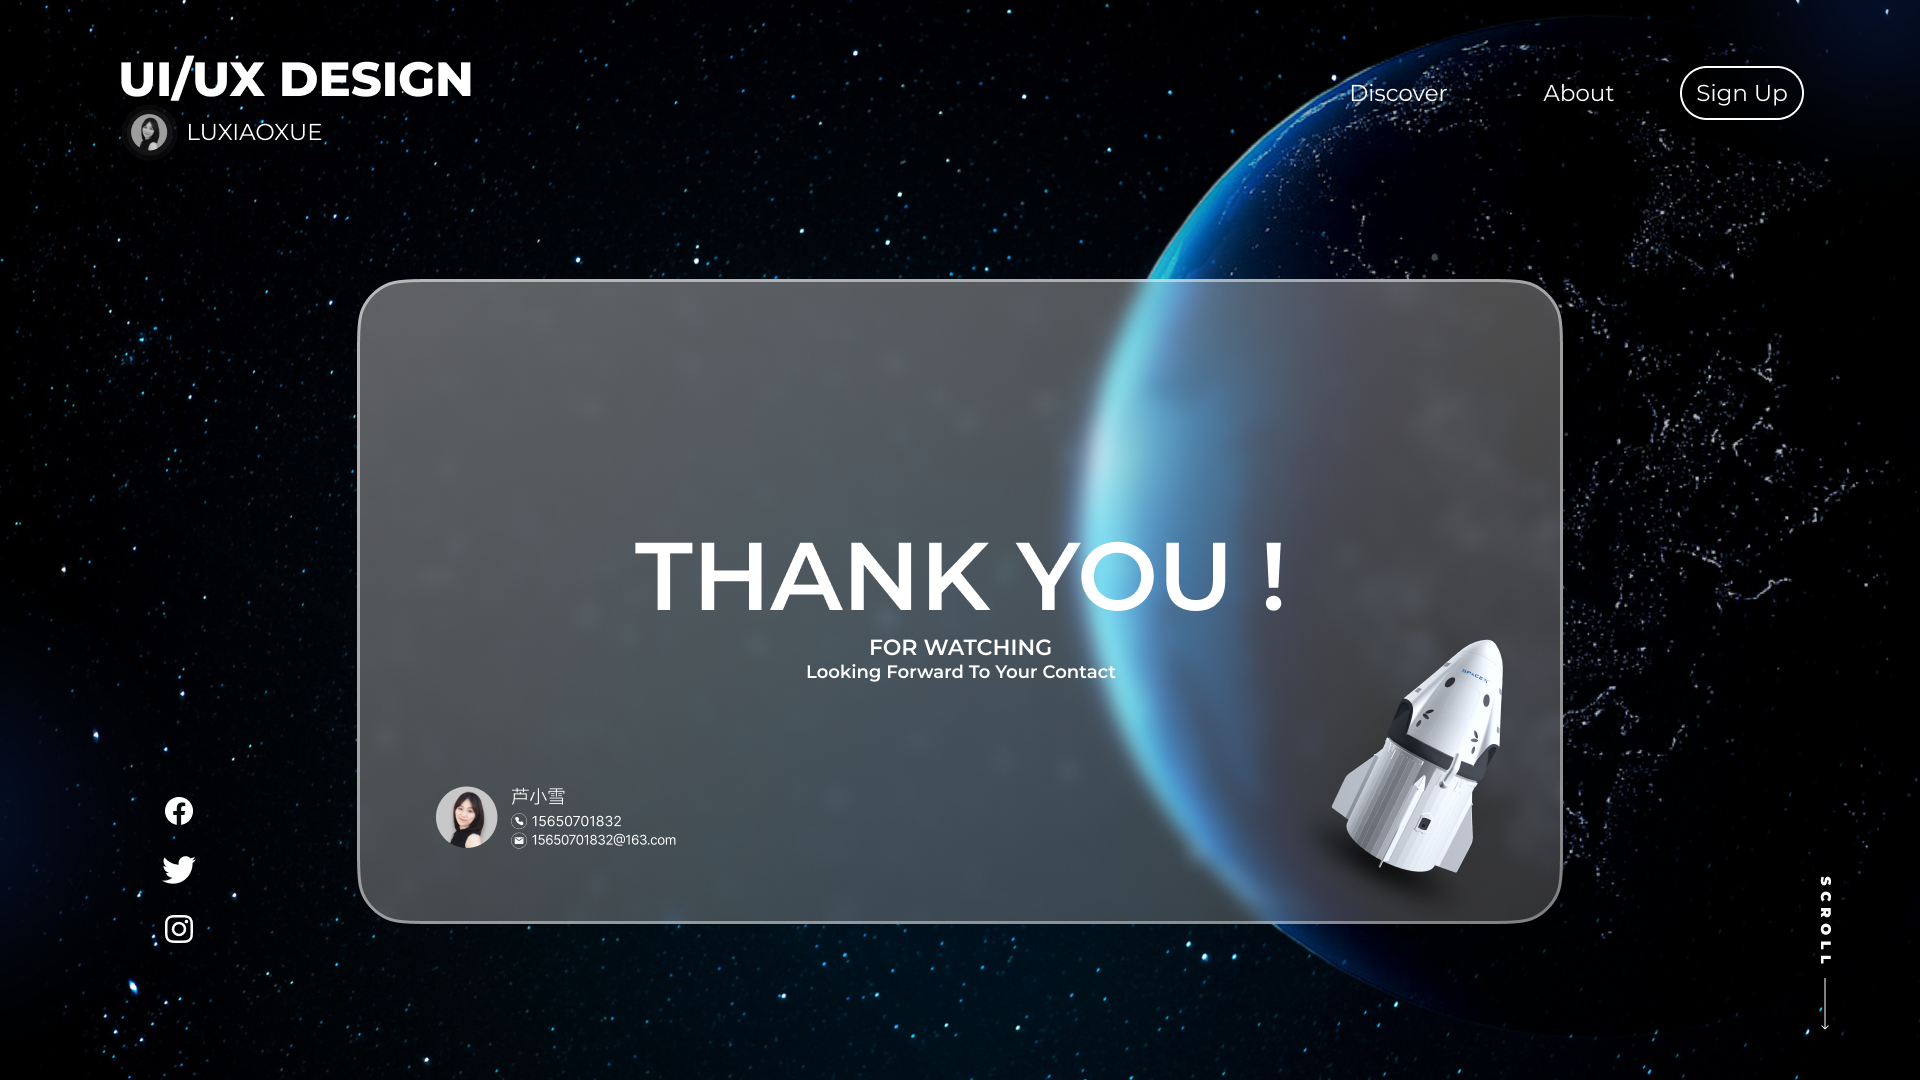 UI/UX DESIGN
LUXIAOXUE
Discover
About
Sign Up
THANK YOU !
FOR WATCHING
Looking Forward To Your Contact
SPACEX
芦小雪
15650701832
15650701832@163.com
SCROLL